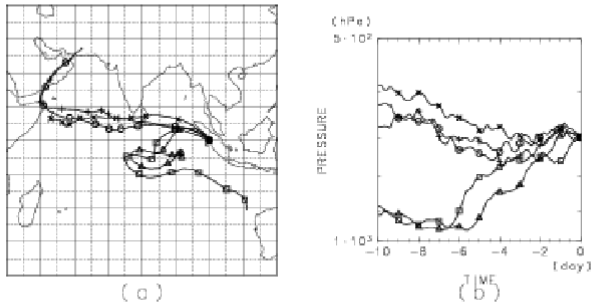 (hPa)
5·10²
PRESSURE
1·10³
-10 -8 -6 -4 -2 0
TIME (day)
(a) (b)